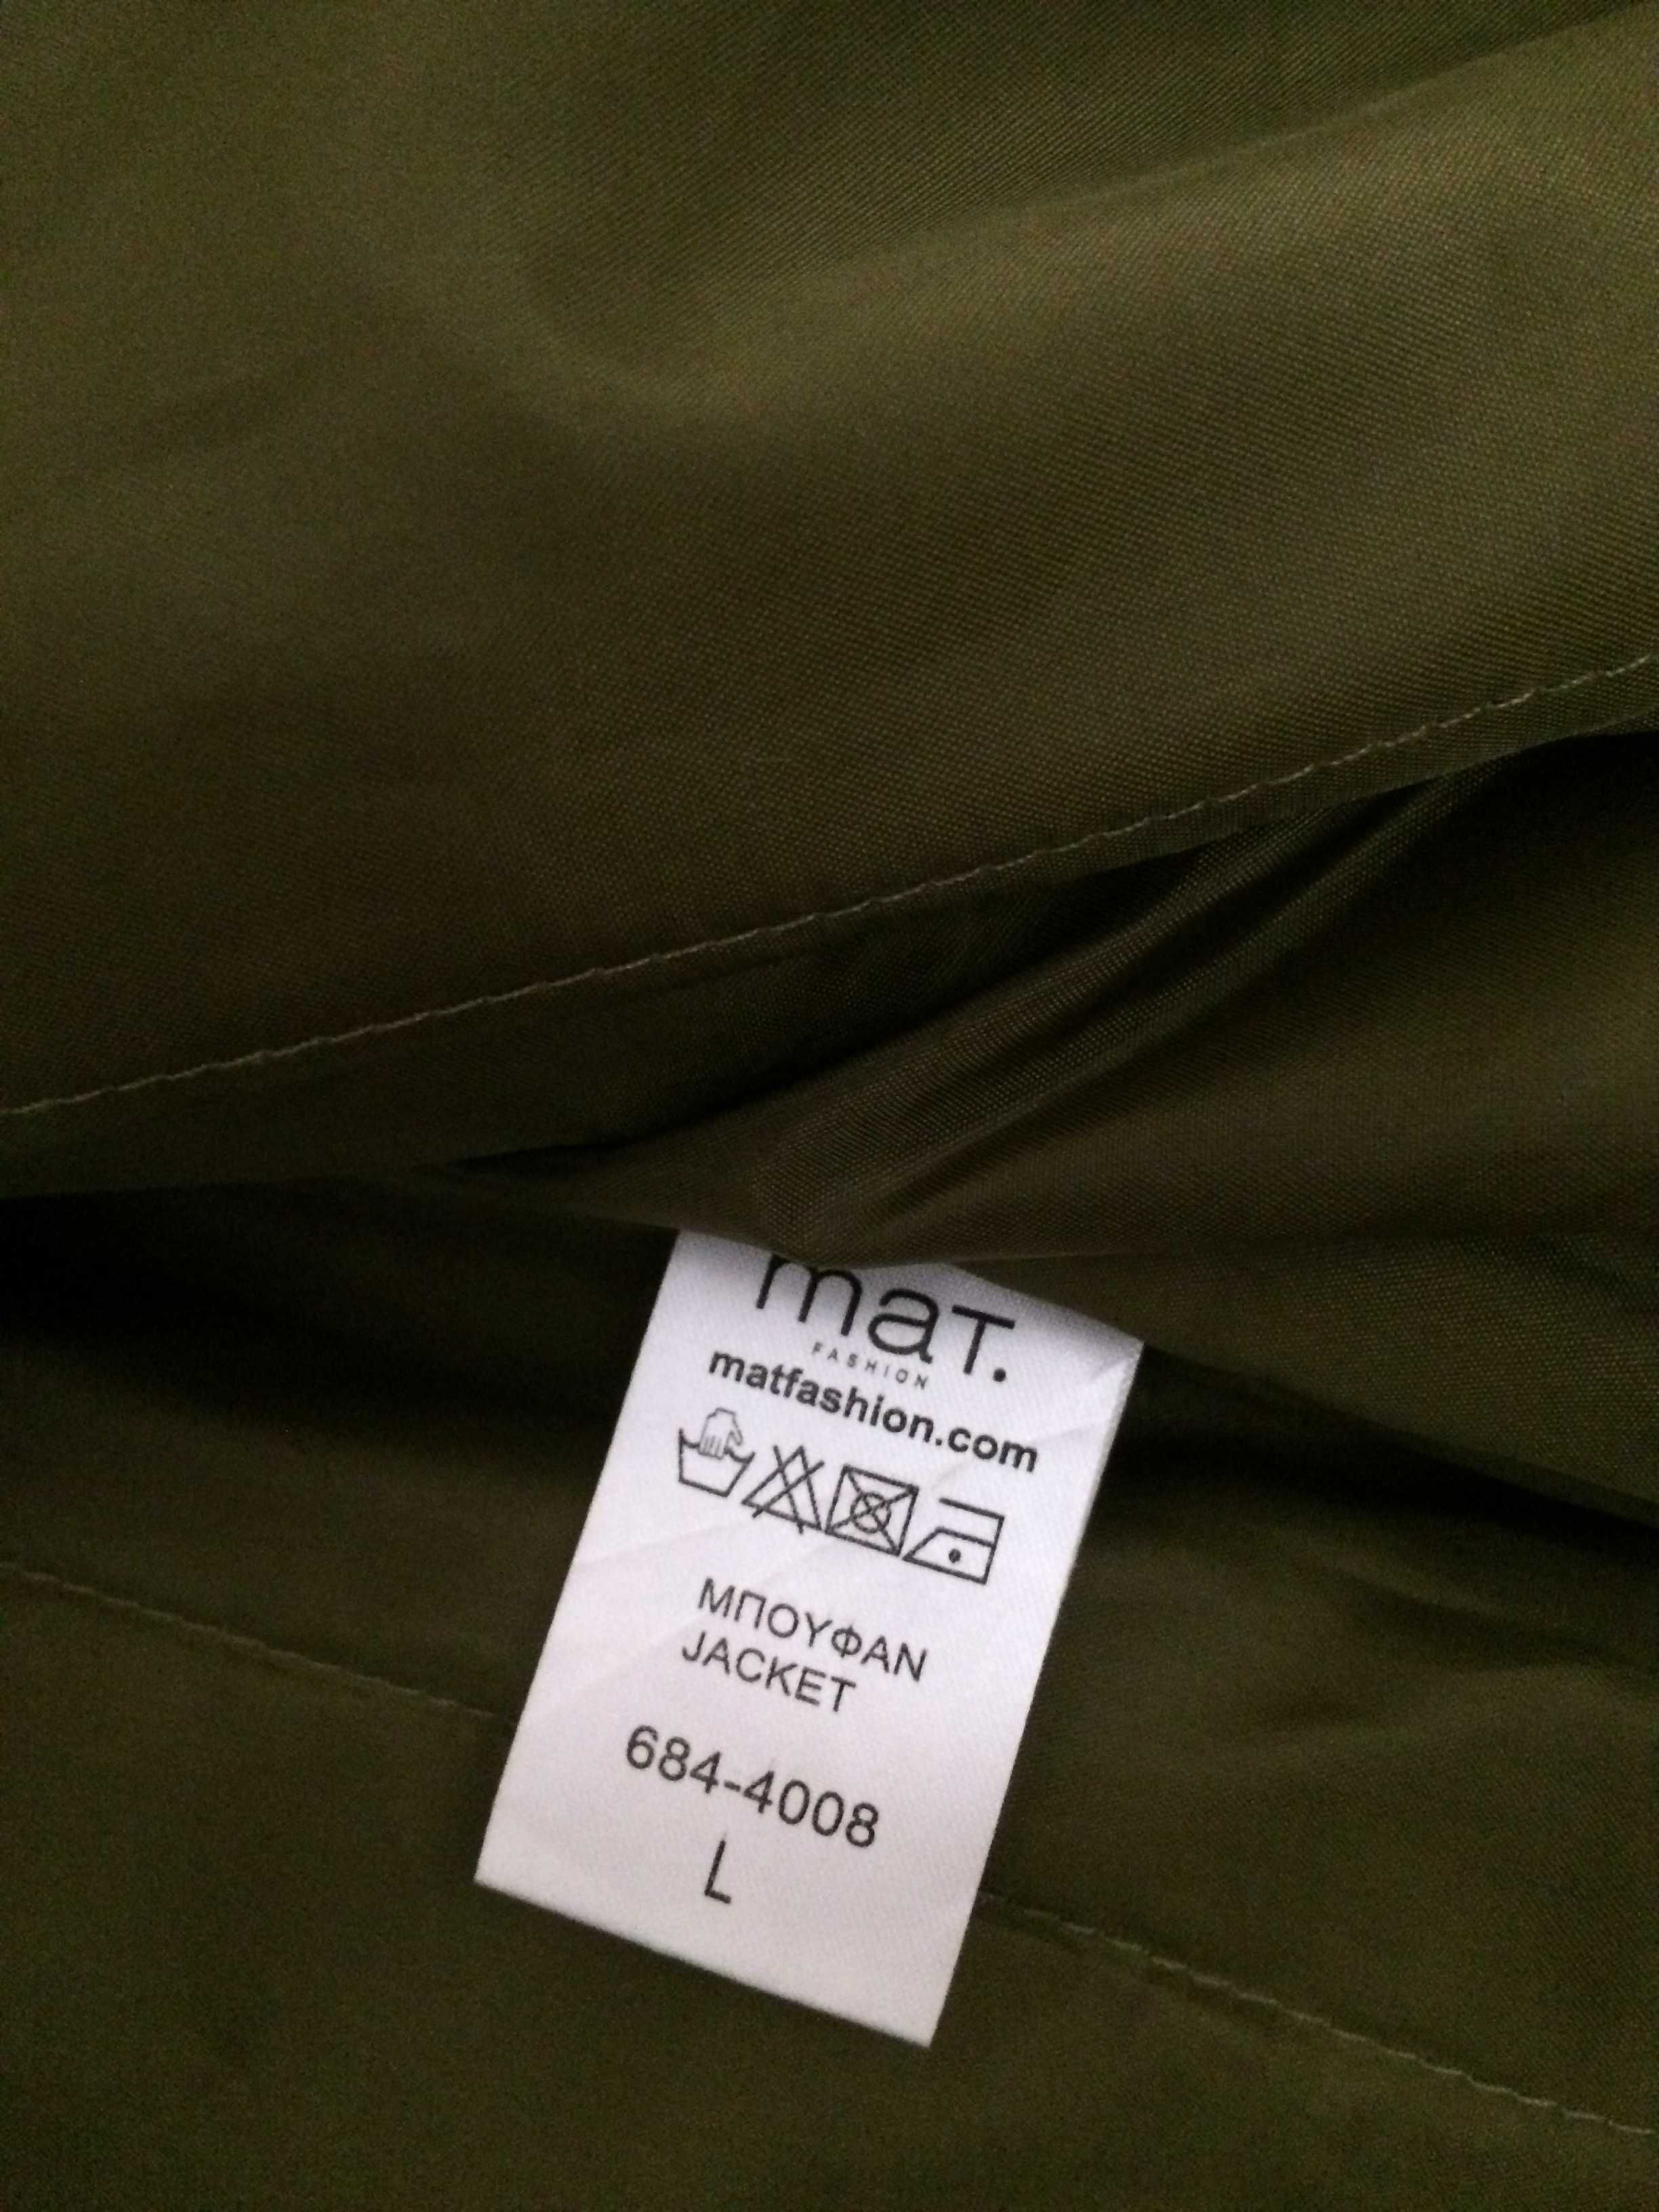 maT.
FASHION
matfashion.com
ΜΠΟΥΦΑΝ
JACKET
684-4008
L